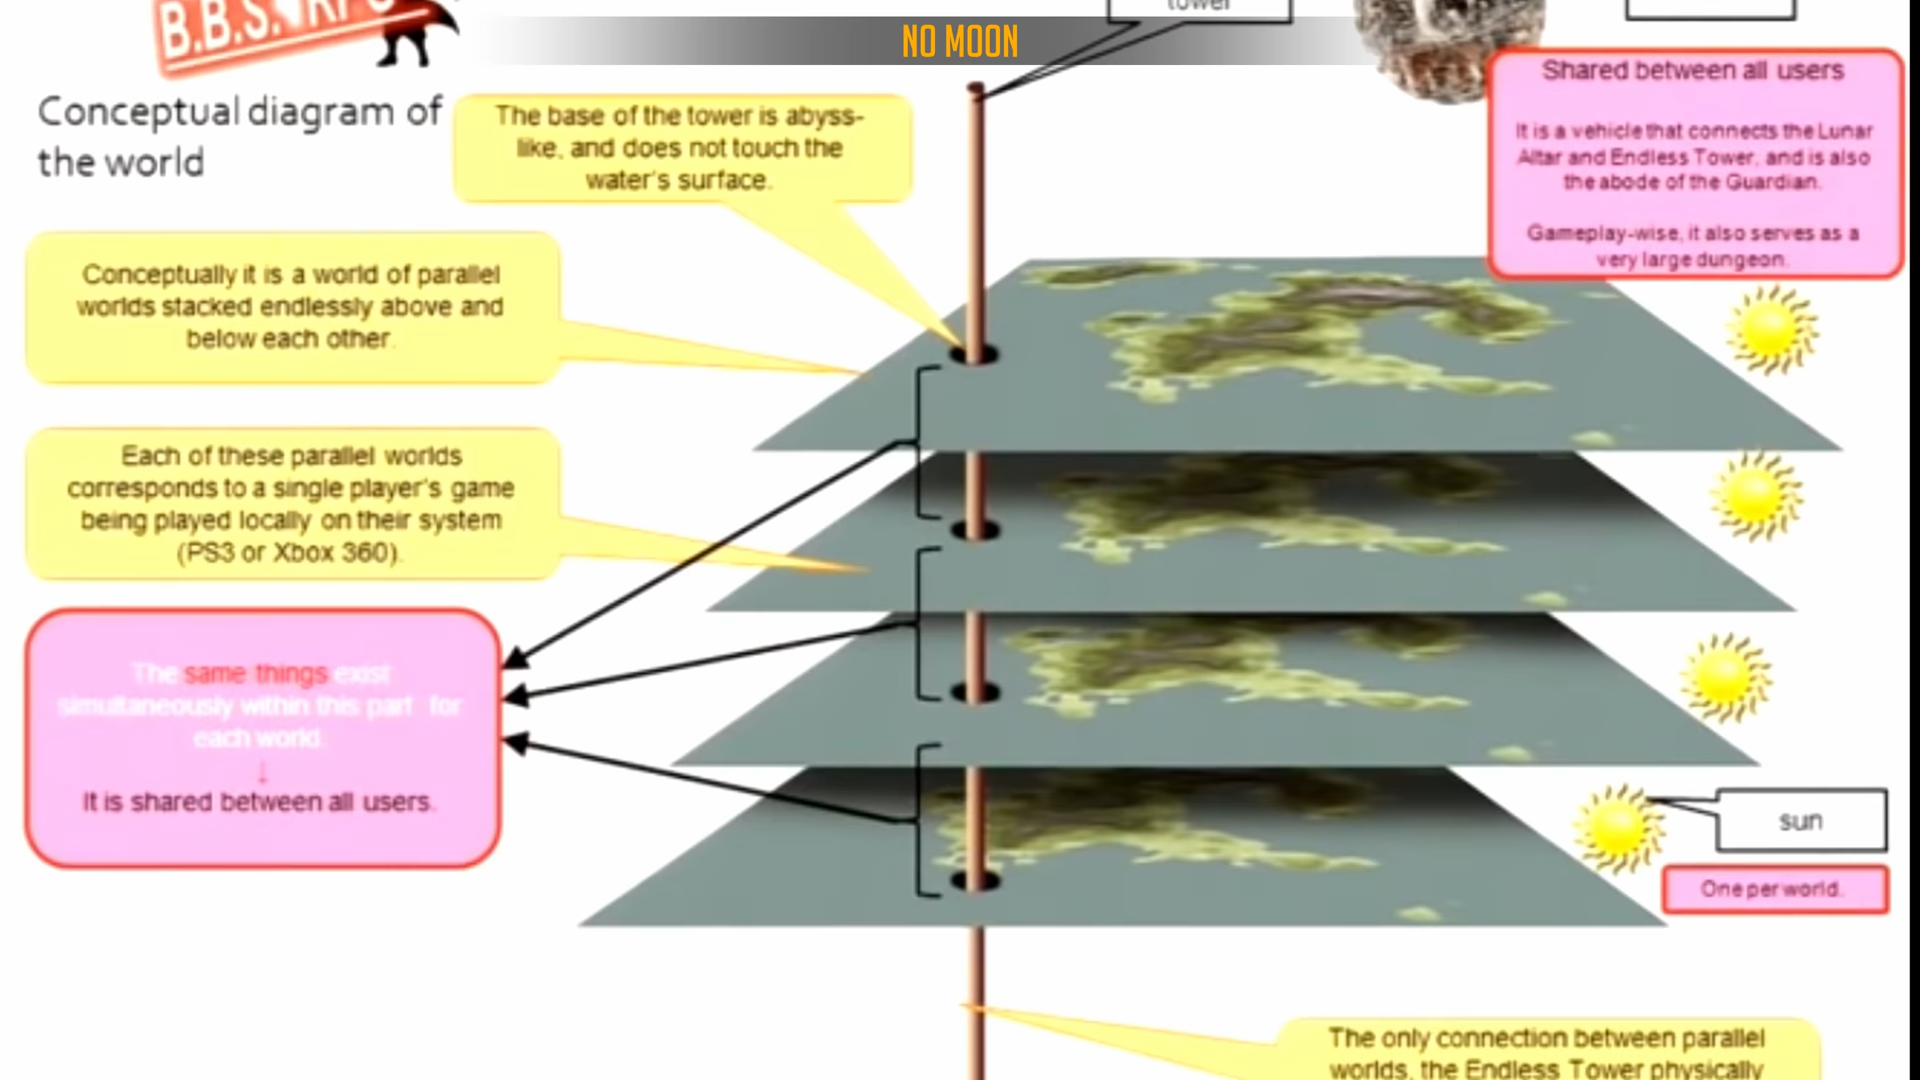 B.B.S. RPG
tower
NO MOON
Conceptual diagram of
the world
The base of the tower is abyss-
like, and does not touch the
water's surface.
Shared between all users
It is a vehicle that connects the Lunar
Altar and Endless Tower, and is also
the abode of the Guardian.
Gameplay-wise, it also serves as a
very large dungeon.
Conceptually it is a world of parallel
worlds stacked endlessly above and
below each other.
Each of these parallel worlds
corresponds to a single player's game
being played locally on their system
(PS3 or Xbox 360).
The same things exist
simultaneously within this part for
each world.
↓
It is shared between all users.
sun
One per world.
The only connection between parallel
worlds, the Endless Tower physically